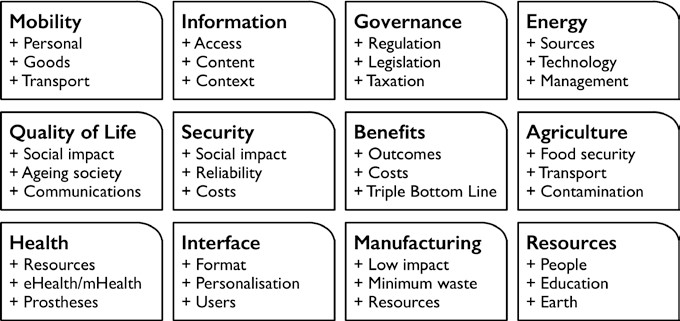 Mobility
+ Personal
+ Goods
+ Transport
Information
+ Access
+ Content
+ Context
Governance
+ Regulation
+ Legislation
+ Taxation
Energy
+ Sources
+ Technology
+ Management
Quality of Life
+ Social impact
+ Ageing society
+ Communications
Security
+ Social impact
+ Reliability
+ Costs
Benefits
+ Outcomes
+ Costs
+ Triple Bottom Line
Agriculture
+ Food security
+ Transport
+ Contamination
Health
+ Resources
+ eHealth/mHealth
+ Prostheses
Interface
+ Format
+ Personalisation
+ Users
Manufacturing
+ Low impact
+ Minimum waste
+ Resources
Resources
+ People
+ Education
+ Earth